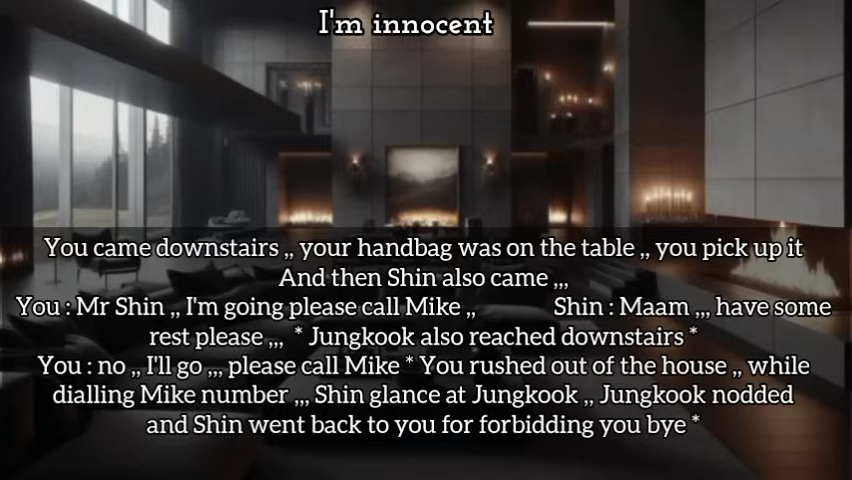 I'm innocent
You came downstairs ,, your handbag was on the table ,, you pick up it
And then Shin also came ,,,
You : Mr Shin ,, I'm going please call Mike ,, Shin : Maam ,,, have some
rest please ,,, * Jungkook also reached downstairs *
You : no ,, I'll go ,,, please call Mike * You rushed out of the house ,, while
dialling Mike number ,,, Shin glance at Jungkook ,, Jungkook nodded
and Shin went back to you for forbidding you bye *